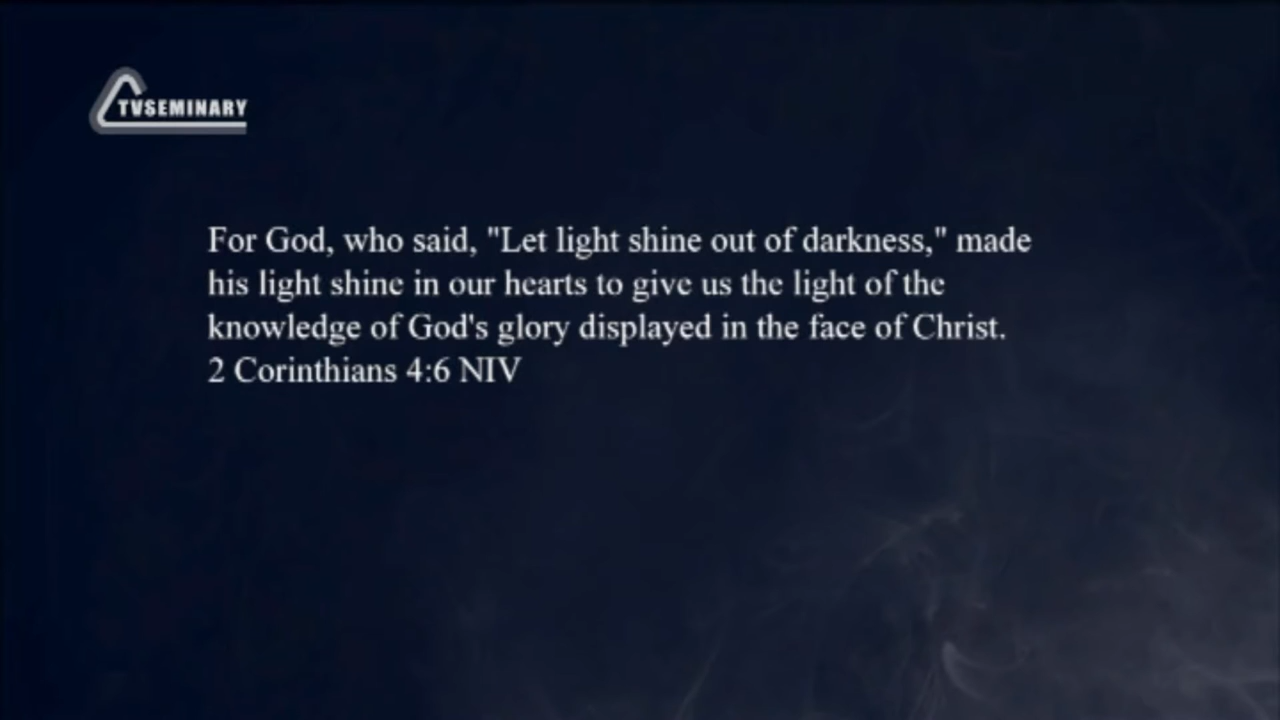 TVSEMINARY
For God, who said, "Let light shine out of darkness," made
his light shine in our hearts to give us the light of the
knowledge of God's glory displayed in the face of Christ.
2 Corinthians 4:6 NIV